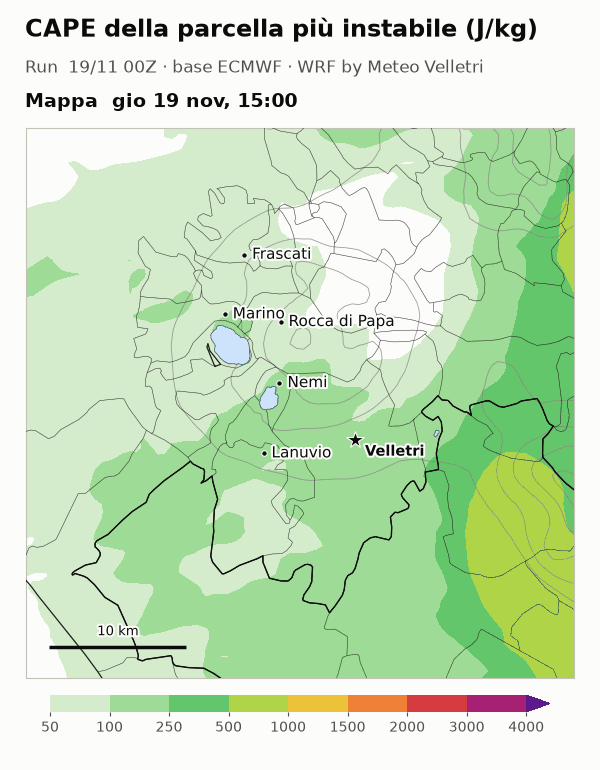 CAPE della parcella più instabile (J/kg)
Run  19/11 00Z · base ECMWF · WRF by Meteo Velletri
Mappa  gio 19 nov, 15:00
Frascati
Marino
Rocca di Papa
Nemi
Velletri
Lanuvio
10 km
50 100 250 500 1000 1500 2000 3000 4000